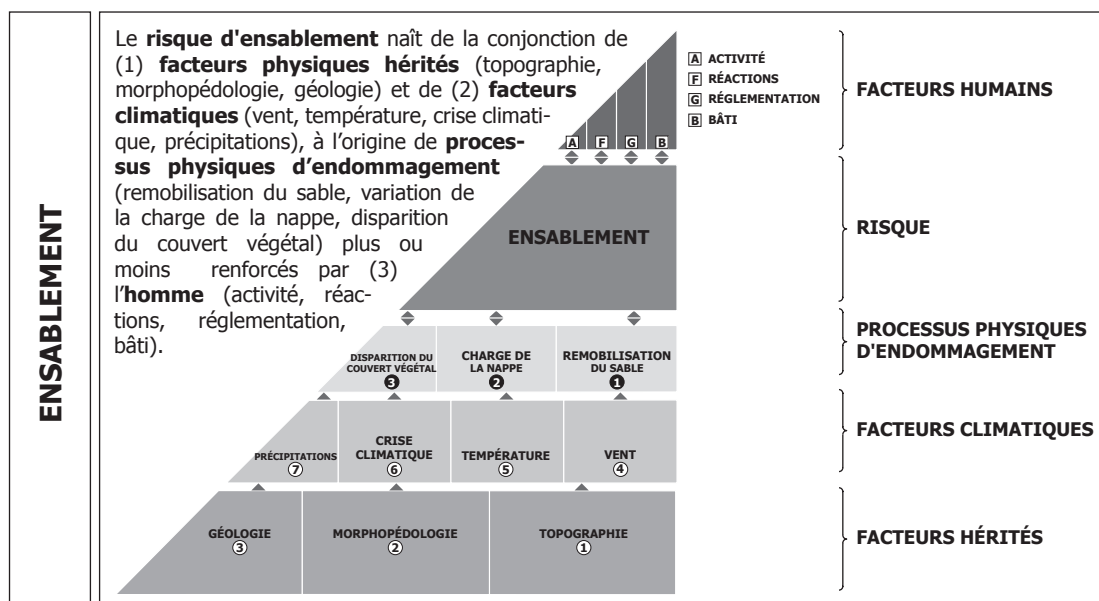 ENSABLEMENT
Le risque d'ensablement naît de la conjonction de
(1) facteurs physiques hérités (topographie,
morphopédologie, géologie) et de (2) facteurs
climatiques (vent, température, crise climati-
que, précipitations), à l'origine de proces-
sus physiques d'endommagement
(remobilisation du sable, variation de
la charge de la nappe, disparition
du couvert végétal) plus ou
moins renforcés par (3)
l'homme (activité, réac-
tions, réglementation,
bâti).
A ACTIVITÉ
F RÉACTIONS
G RÉGLEMENTATION
B BÂTI
A F G B
FACTEURS HUMAINS
ENSABLEMENT
RISQUE
DISPARITION DU
COUVERT VÉGÉTAL
3
CHARGE DE
LA NAPPE
2
REMOBILISATION
DU SABLE
1
PROCESSUS PHYSIQUES
D'ENDOMMAGEMENT
PRÉCIPITATIONS
7
CRISE
CLIMATIQUE
6
TEMPÉRATURE
5
VENT
4
FACTEURS CLIMATIQUES
GÉOLOGIE
3
MORPHOPÉDOLOGIE
2
TOPOGRAPHIE
1
FACTEURS HÉRITÉS